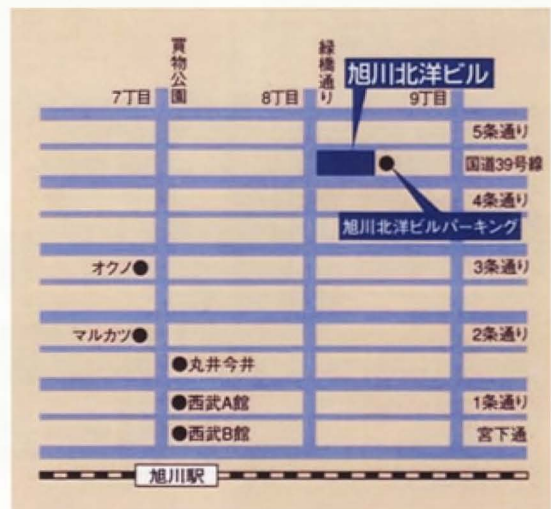 買物公園
緑橋通り
旭川北洋ビル
7丁目
8丁目
9丁目
5条通り
国道39号線
4条通り
旭川北洋ビルパーキング
オクノ●
3条通り
マルカツ●
2条通り
●丸井今井
●西武A館
1条通り
●西武B館
宮下通
旭川駅